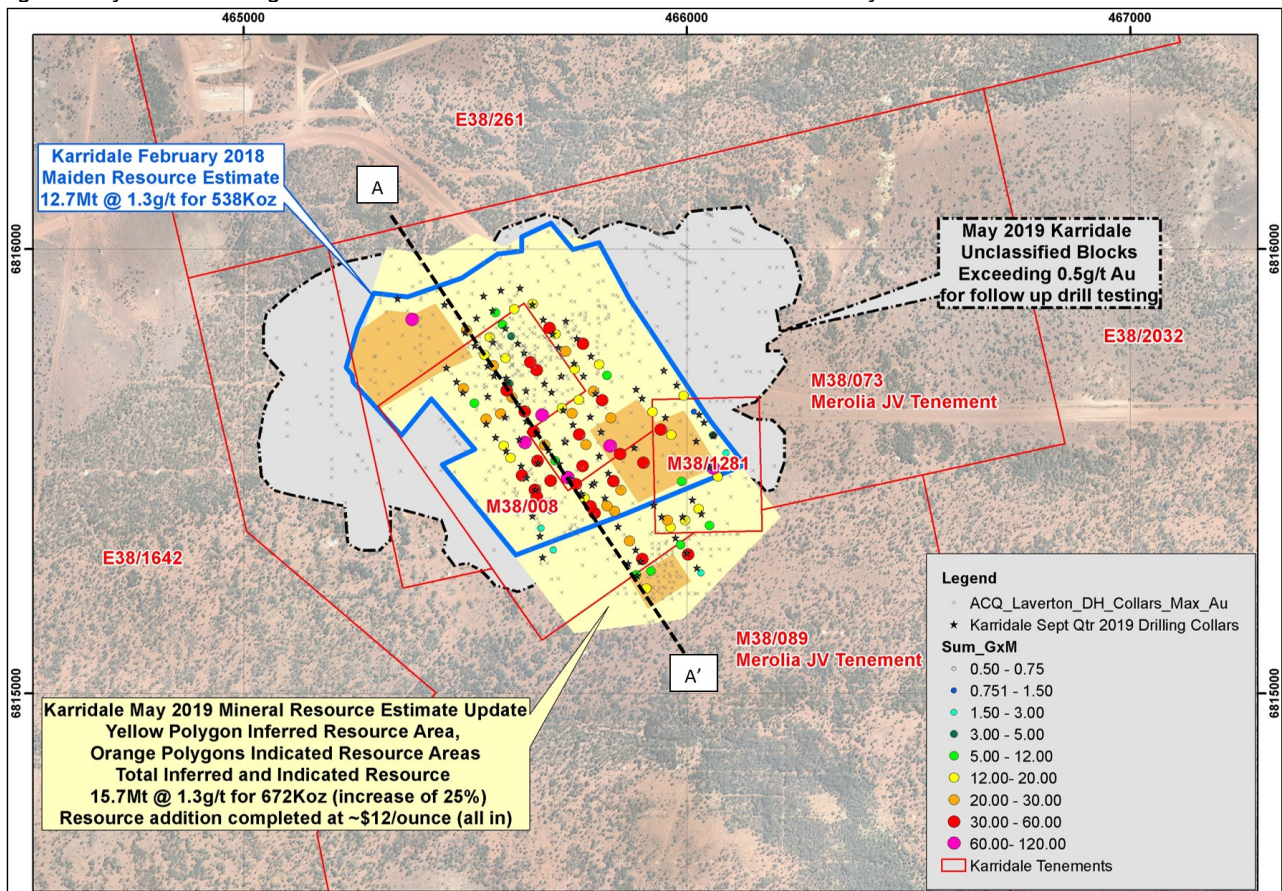 465000
466000
467000
E38/261
Karridale February 2018
Maiden Resource Estimate
12.7Mt @ 1.3g/t for 538Koz
A
May 2019 Karridale
Unclassified Blocks
Exceeding 0.5g/t Au
for follow up drill testing
6816000
6816000
E38/2032
M38/073
Merolia JV Tenement
M38/1281
M38/008
E38/1642
M38/089
Merolia JV Tenement
A'
6815000
6815000
Karridale May 2019 Mineral Resource Estimate Update
Yellow Polygon Inferred Resource Area,
Orange Polygons Indicated Resource Areas
Total Inferred and Indicated Resource
15.7Mt @ 1.3g/t for 672Koz (increase of 25%)
Resource addition completed at ~$12/ounce (all in)
Legend
ACQ_Laverton_DH_Collars_Max_Au
Karridale Sept Qtr 2019 Drilling Collars
Sum_GxM
0.50 - 0.75
0.751 - 1.50
1.50 - 3.00
3.00 - 5.00
5.00 - 12.00
12.00- 20.00
20.00 - 30.00
30.00 - 60.00
60.00- 120.00
Karridale Tenements